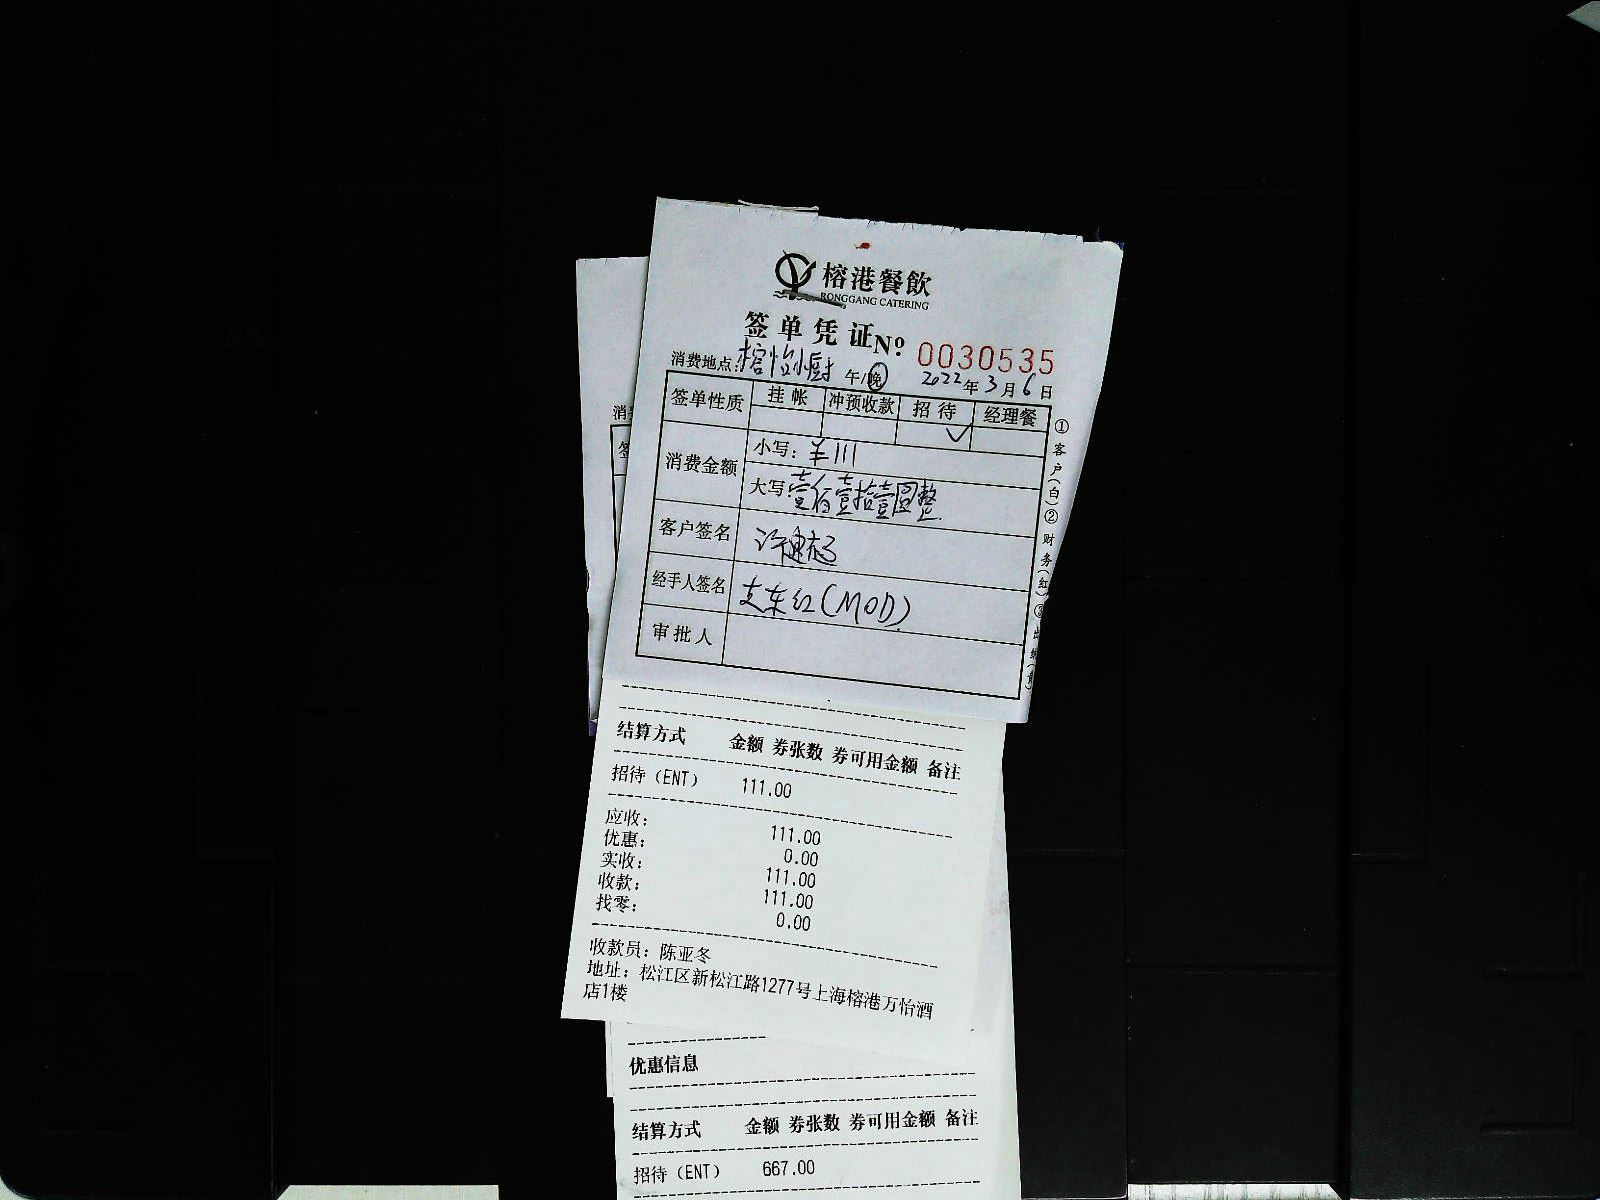 榕港餐飲
RONGGANG CATERING
签单凭证 Nº 0030535
消费地点: 榕怡小厨 午/晚 2022年3月6日
签单性质 挂帐 冲预收款 招待 经理餐
✓
消费金额 小写: ¥111
大写: 壹佰壹拾壹圆整
客户签名
经手人签名 支东红(MOD)
审批人
①客户(白)②财务(红)③
消
签
结算方式 金额 券张数 券可用金额 备注
招待(ENT) 111.00
应收: 111.00
优惠: 0.00
实收: 111.00
收款: 111.00
找零: 0.00
收款员: 陈亚冬
地址: 松江区新松江路1277号上海榕港万怡酒
店1楼
优惠信息
结算方式 金额 券张数 券可用金额 备注
招待(ENT) 667.00